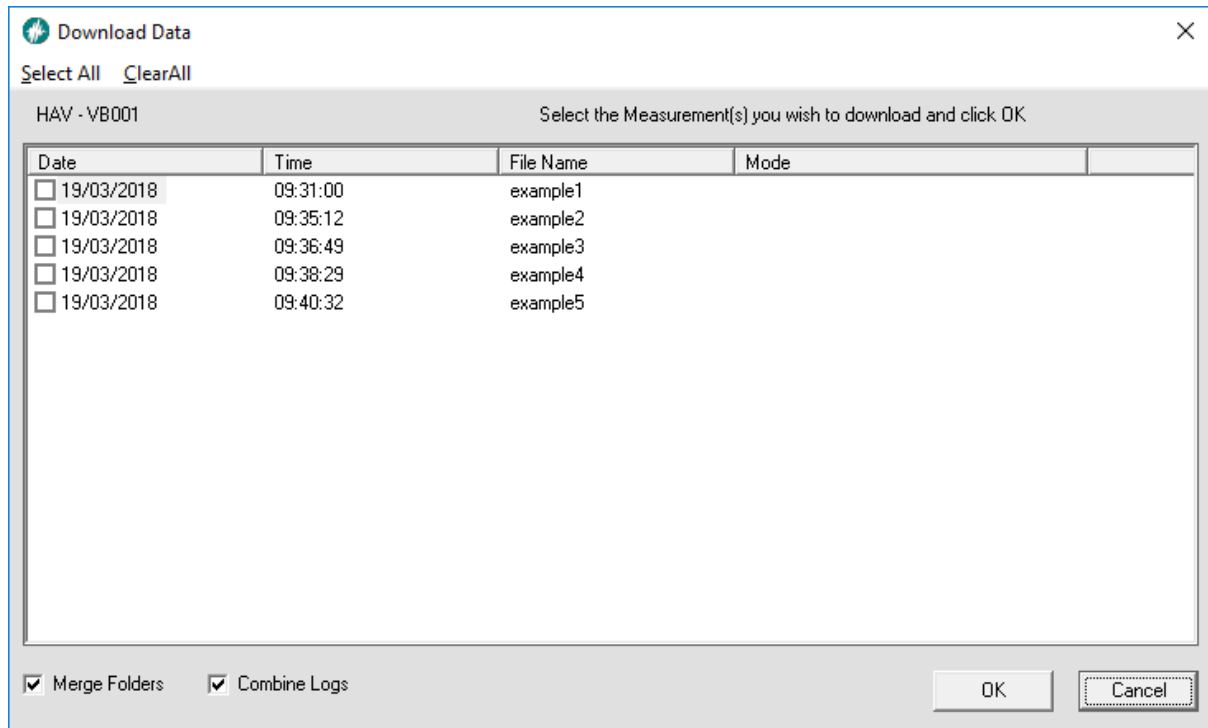 Download Data
Select All ClearAll
HAV - VB001 Select the Measurement(s) you wish to download and click OK
Date Time File Name Mode
19/03/2018 09:31:00 example1
19/03/2018 09:35:12 example2
19/03/2018 09:36:49 example3
19/03/2018 09:38:29 example4
19/03/2018 09:40:32 example5
Merge Folders Combine Logs OK Cancel